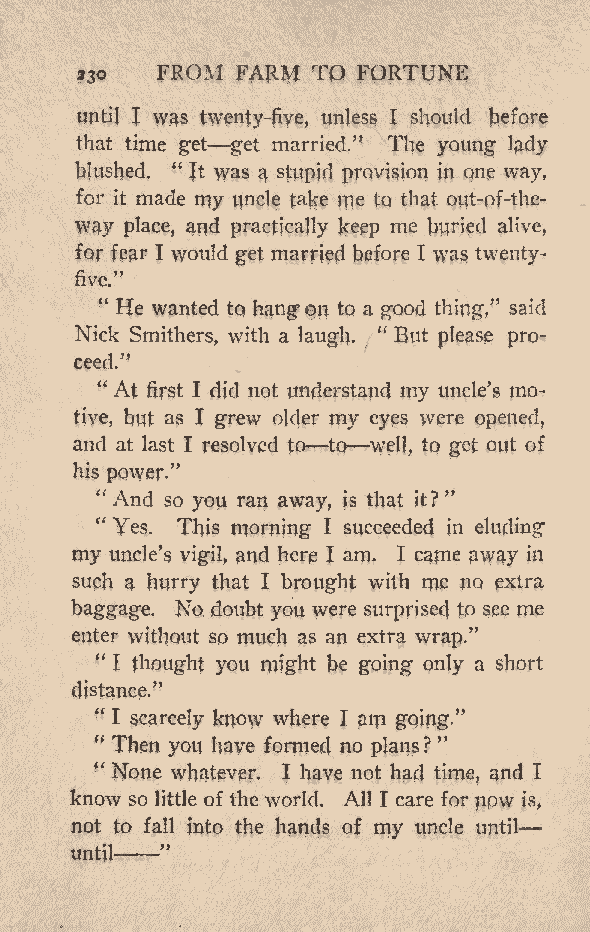 230 FROM FARM TO FORTUNE
until I was twenty-five, unless I should before
that time get—get married." The young lady
blushed. "It was a stupid provision in one way,
for it made my uncle take me to that out-of-the-
way place, and practically keep me buried alive,
for fear I would get married before I was twenty-
five."
"He wanted to hang on to a good thing," said
Nick Smithers, with a laugh. "But please pro-
ceed."
"At first I did not understand my uncle's mo-
tive, but as I grew older my eyes were opened,
and at last I resolved to—to—well, to get out of
his power."
"And so you ran away, is that it?"
"Yes. This morning I succeeded in eluding
my uncle's vigil, and here I am. I came away in
such a hurry that I brought with me no extra
baggage. No doubt you were surprised to see me
enter without so much as an extra wrap."
"I thought you might be going only a short
distance."
"I scarcely know where I am going."
"Then you have formed no plans?"
"None whatever. I have not had time, and I
know so little of the world. All I care for now is,
not to fall into the hands of my uncle until—
until——"